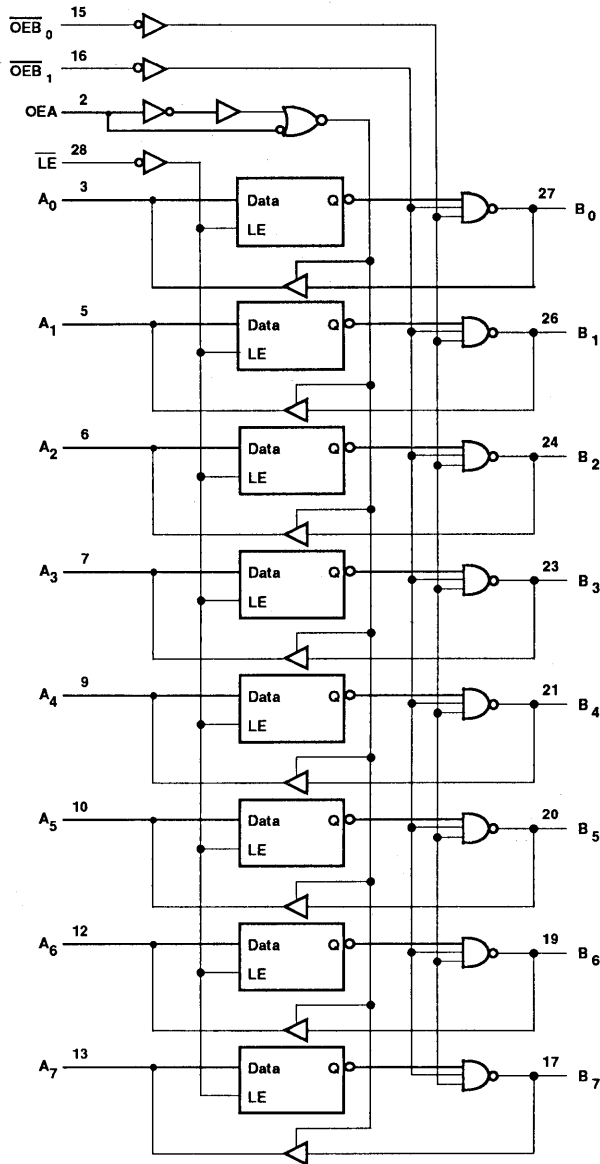 OEB0 15
OEB1 16
OEA 2
LE 28
A0 3 Data Q LE 27 B0
A1 5 Data Q LE 26 B1
A2 6 Data Q LE 24 B2
A3 7 Data Q LE 23 B3
A4 9 Data Q LE 21 B4
A5 10 Data Q LE 20 B5
A6 12 Data Q LE 19 B6
A7 13 Data Q LE 17 B7